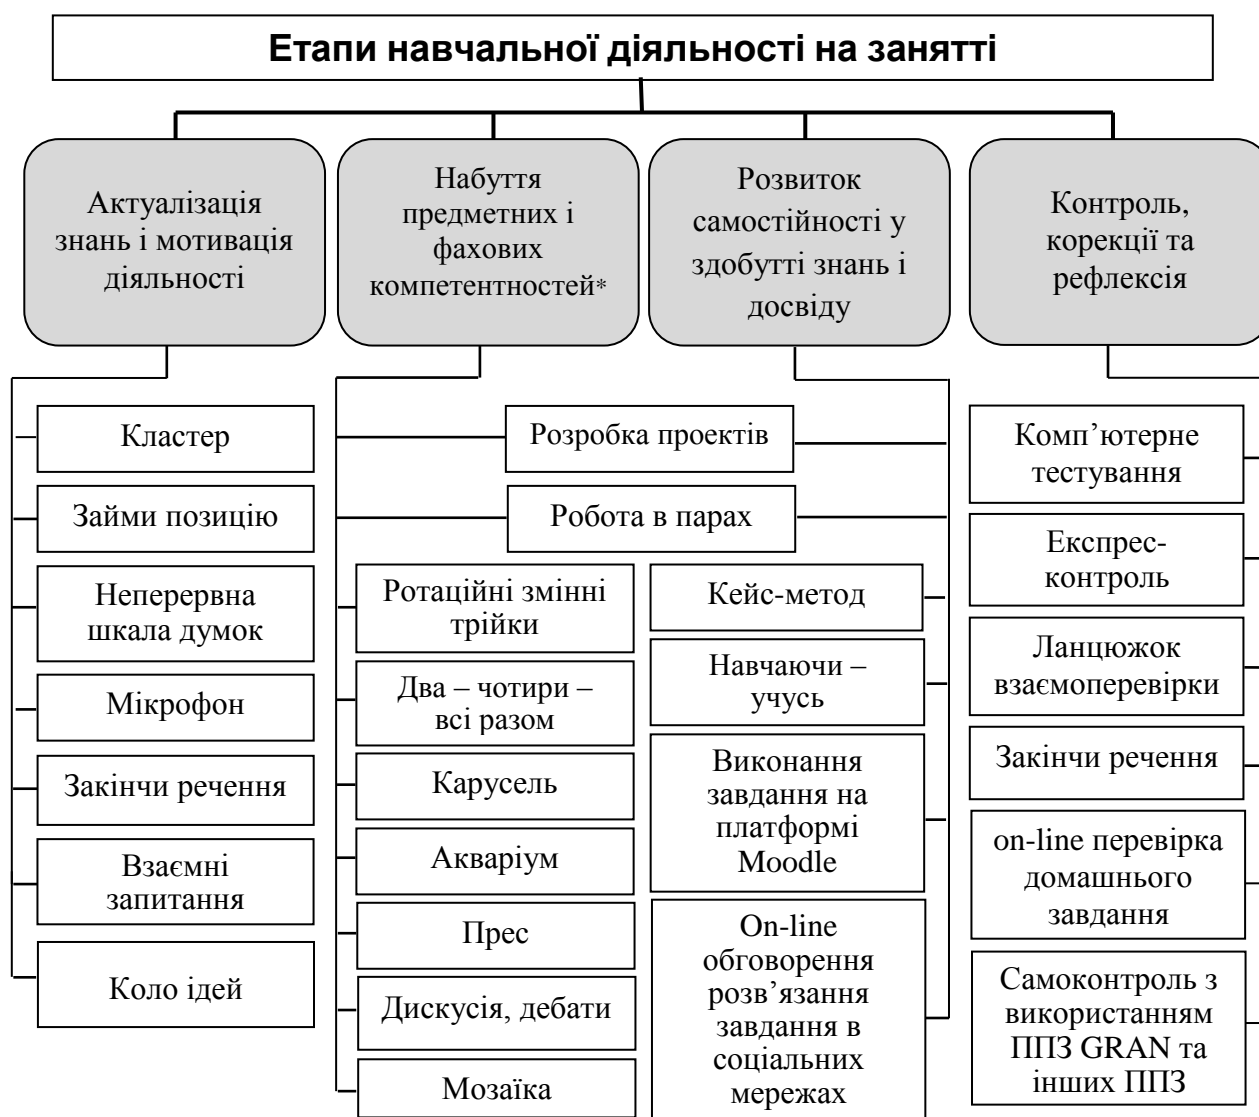 Етапи навчальної діяльності на занятті
Актуалізація
знань і мотивація
діяльності
Набуття
предметних і
фахових
компетентностей*
Розвиток
самостійності у
здобутті знань і
досвіду
Контроль,
корекції та
рефлексія
Кластер
Займи позицію
Неперервна
шкала думок
Мікрофон
Закінчи речення
Взаємні
запитання
Коло ідей
Розробка проектів
Робота в парах
Ротаційні змінні
трійки
Два – чотири –
всі разом
Карусель
Акваріум
Прес
Дискусія, дебати
Мозаїка
Кейс-метод
Навчаючи –
учусь
Виконання
завдання на
платформі
Moodle
On-line
обговорення
розв’язання
завдання в
соціальних
мережах
Комп’ютерне
тестування
Експрес-
контроль
Ланцюжок
взаємоперевірки
Закінчи речення
on-line перевірка
домашнього
завдання
Самоконтроль з
використанням
ППЗ GRAN та
інших ППЗ